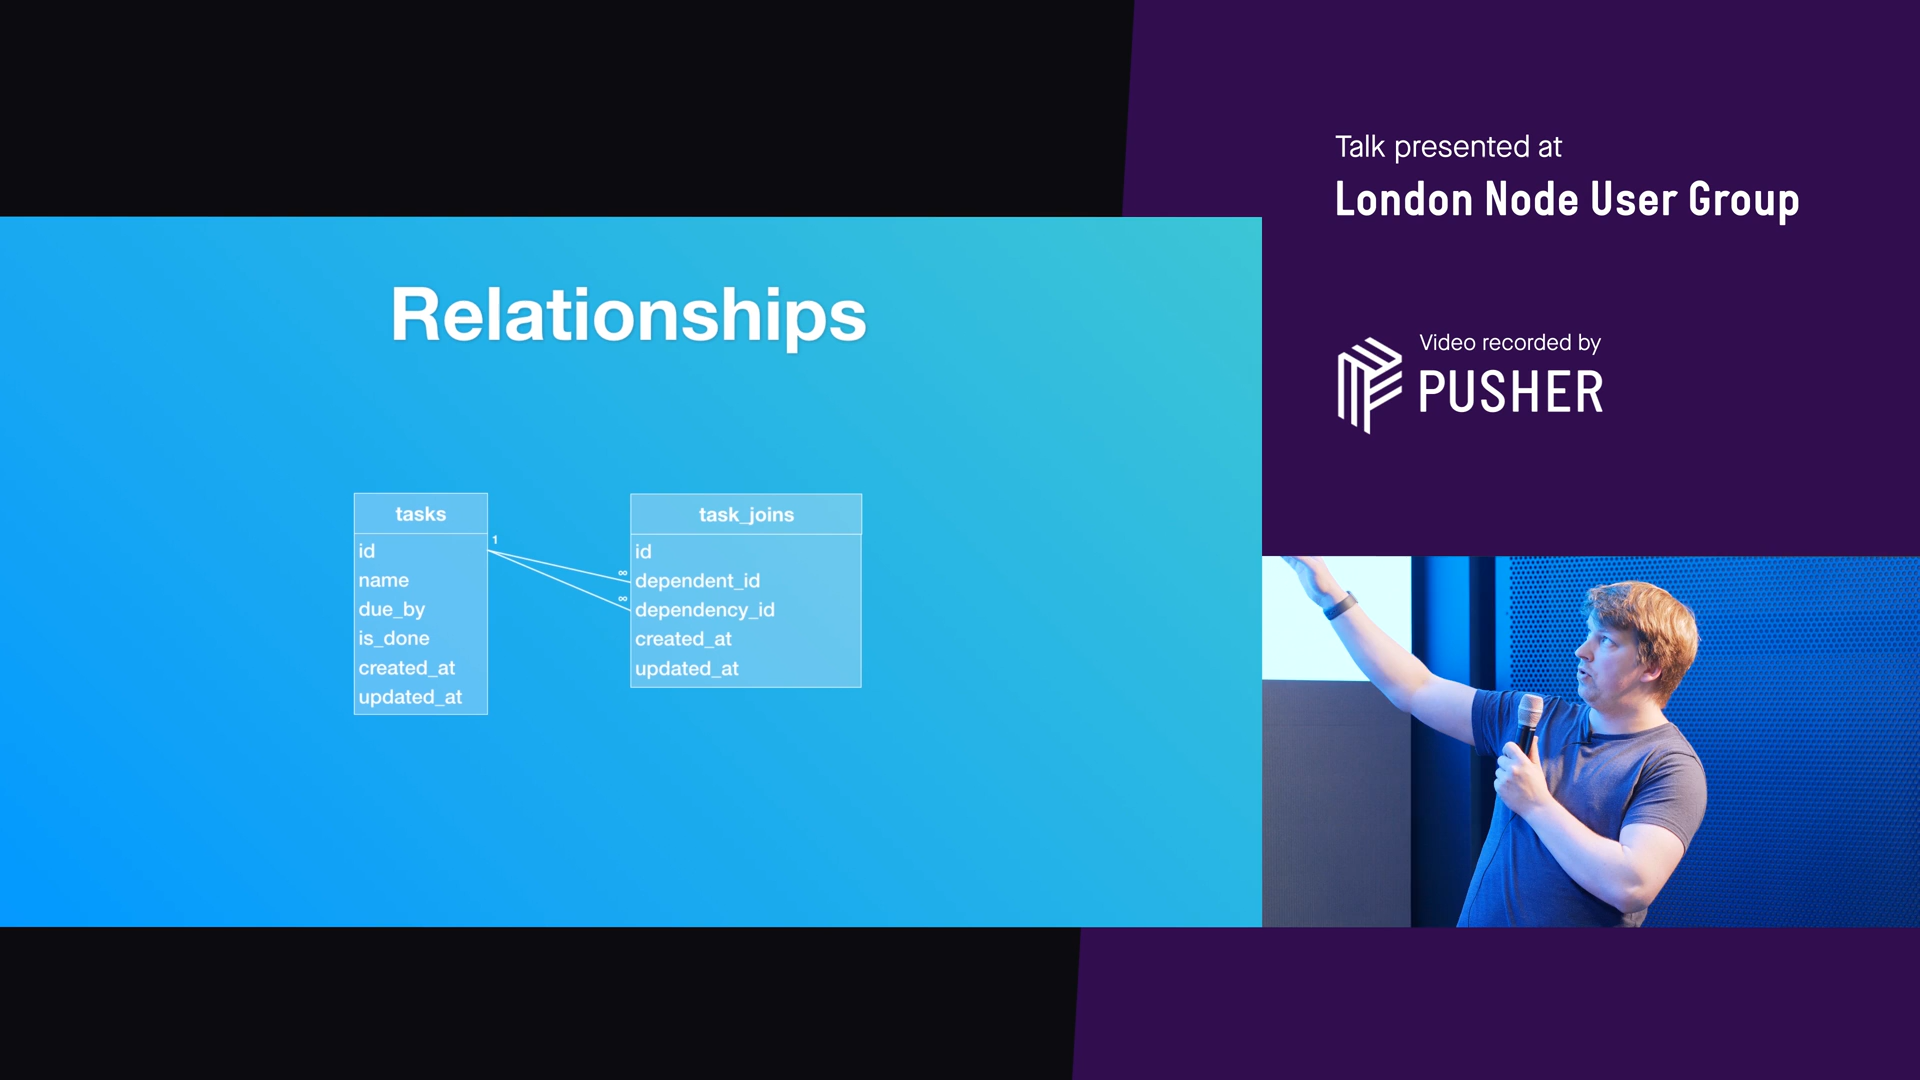 Talk presented at
London Node User Group
Video recorded by
PUSHER
Relationships
tasks
id
name
due_by
is_done
created_at
updated_at
1
∞
∞
task_joins
id
dependent_id
dependency_id
created_at
updated_at